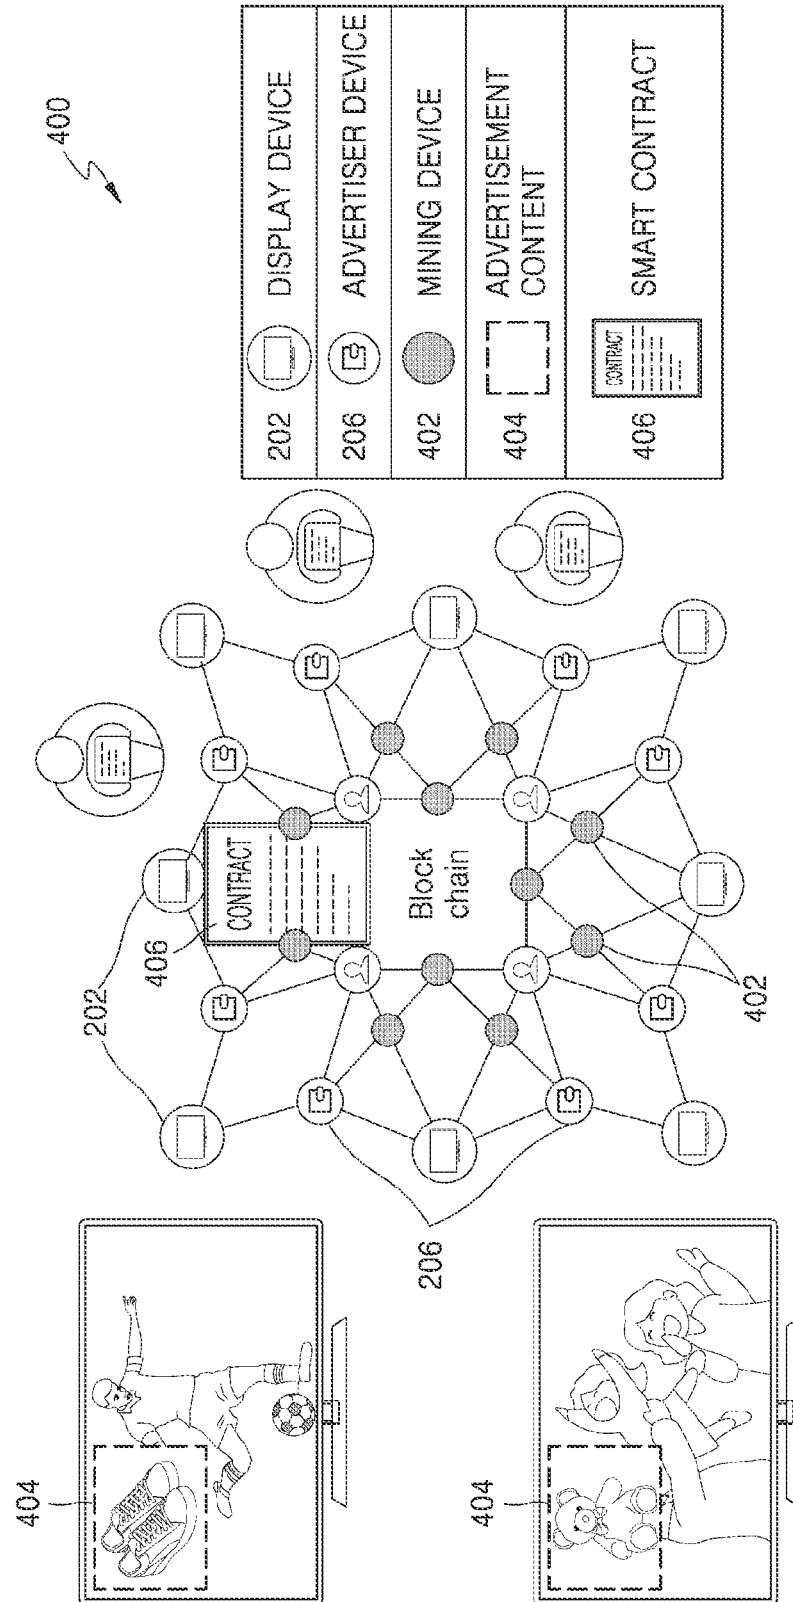 400
404
404
202
406
CONTRACT
Block
chain
206
402
202 DISPLAY DEVICE
206 ADVERTISER DEVICE
402 MINING DEVICE
404 ADVERTISEMENT
CONTENT
406 CONTRACT SMART CONTRACT